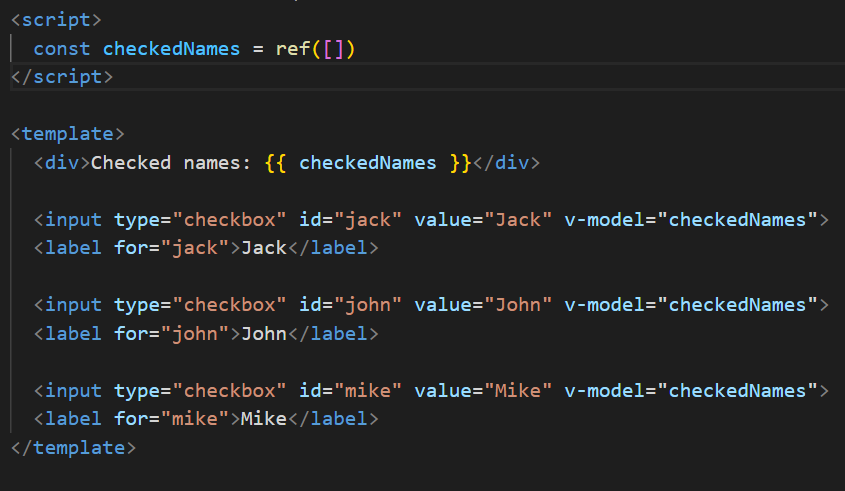 <script>
const checkedNames = ref([])
</script>
<template>
<div>Checked names: {{ checkedNames }}</div>
<input type="checkbox" id="jack" value="Jack" v-model="checkedNames">
<label for="jack">Jack</label>
<input type="checkbox" id="john" value="John" v-model="checkedNames">
<label for="john">John</label>
<input type="checkbox" id="mike" value="Mike" v-model="checkedNames">
<label for="mike">Mike</label>
</template>